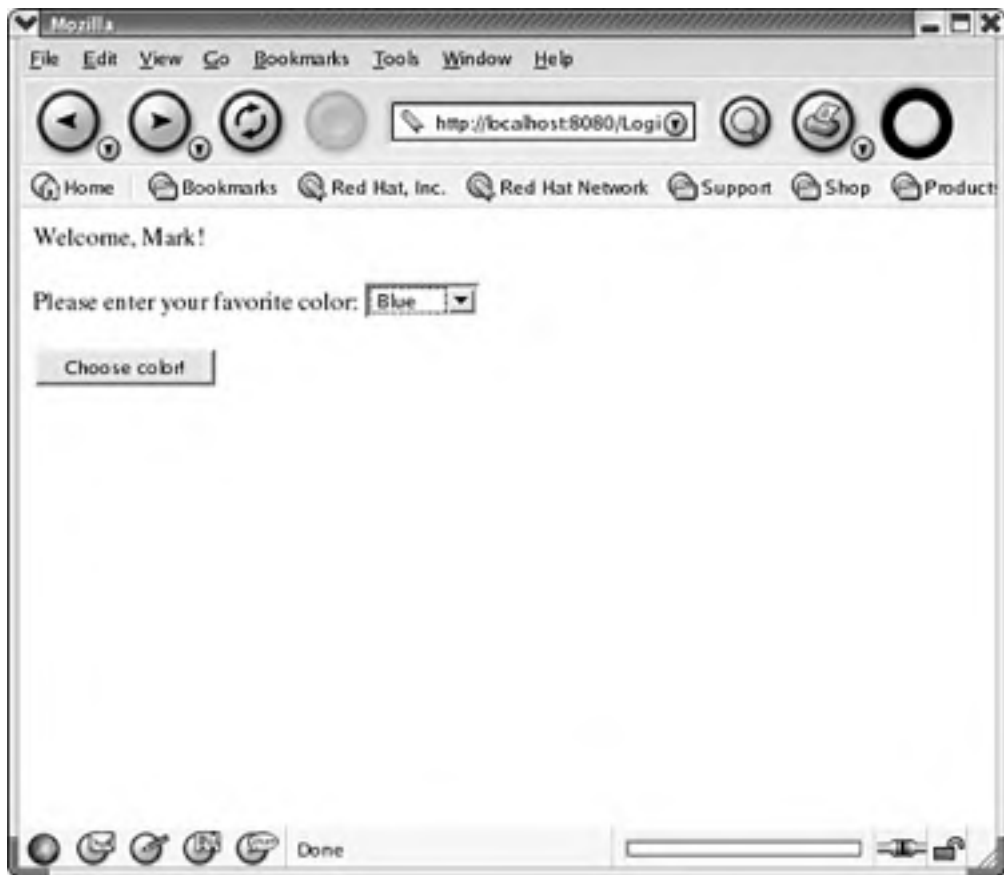 Mozilla
File Edit View Go Bookmarks Tools Window Help
http://localhost:8080/Logi
Home Bookmarks Red Hat, Inc. Red Hat Network Support Shop Products
Welcome, Mark!
Please enter your favorite color: Blue
Choose color!
Done